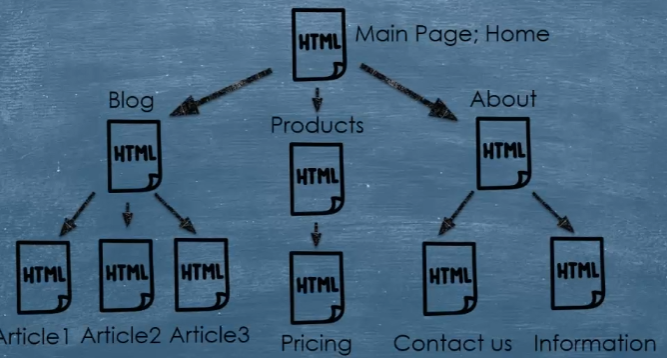 HTML
Main Page; Home
Blog
HTML
Products
HTML
About
HTML
HTML
Article1
HTML
Article2
HTML
Article3
HTML
Pricing
HTML
Contact us
HTML
Information